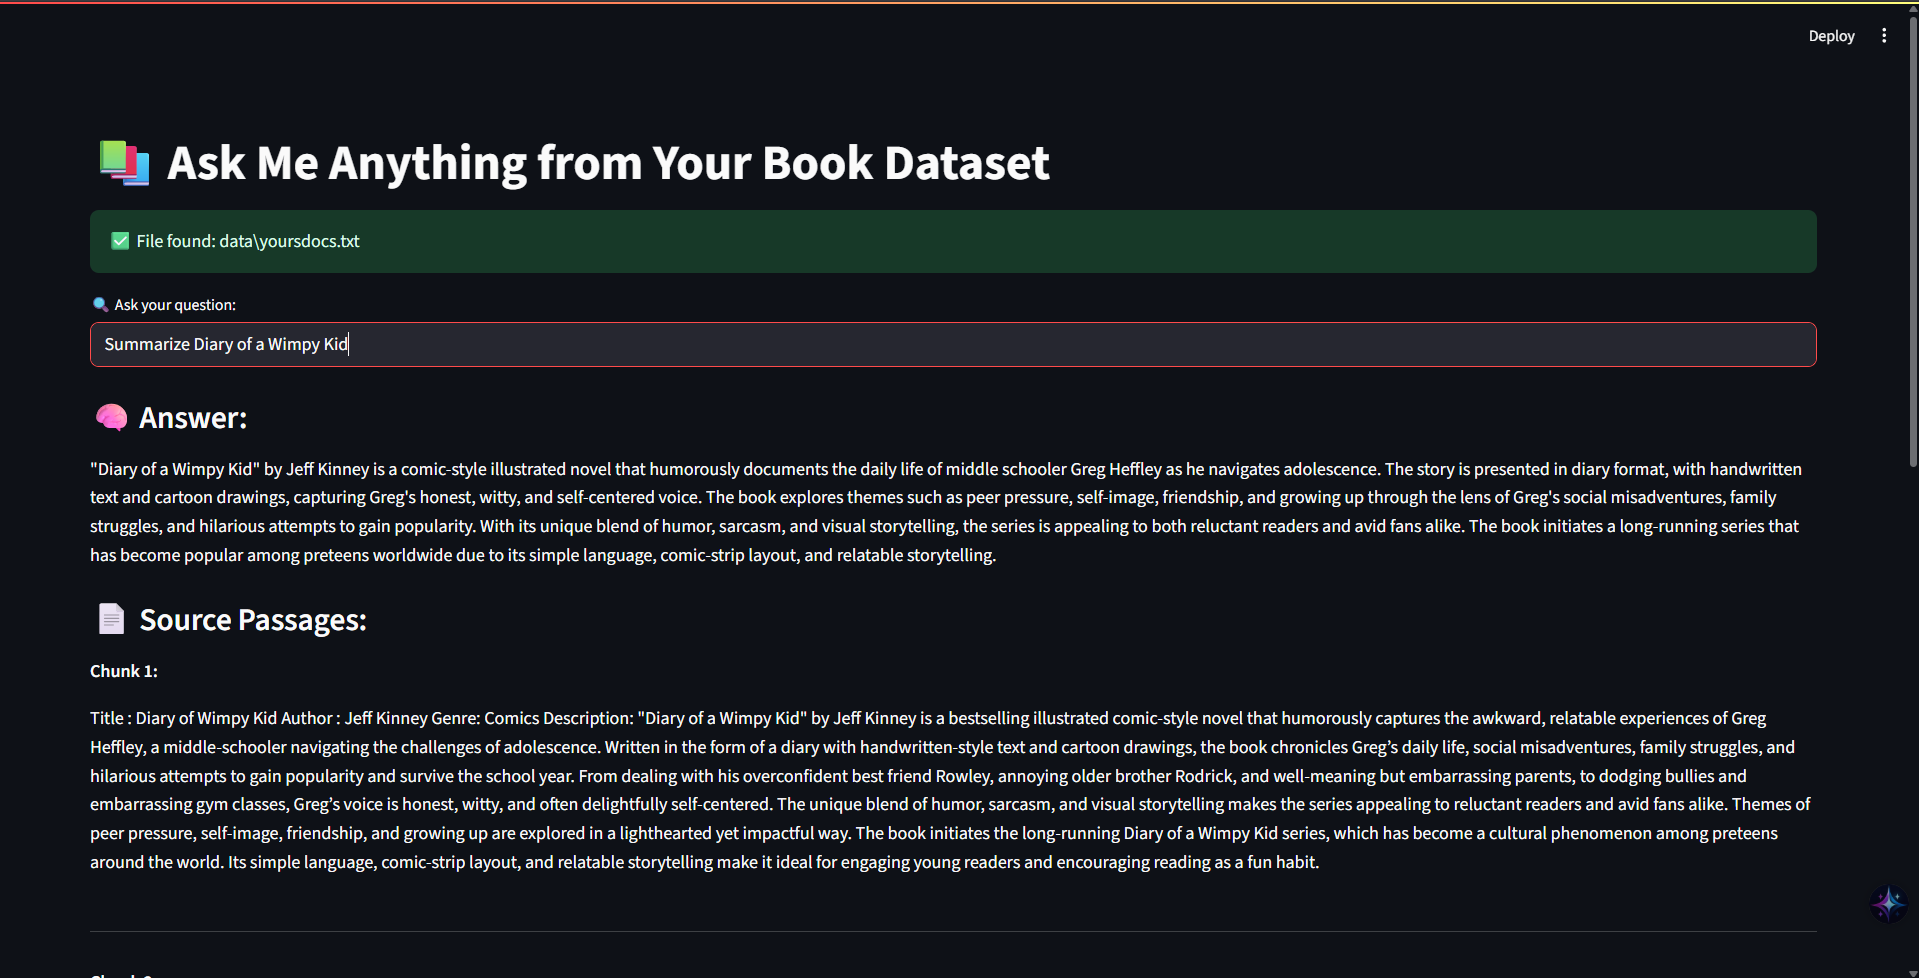 Deploy
Ask Me Anything from Your Book Dataset
File found: data\yoursdocs.txt
Ask your question:
Summarize Diary of a Wimpy Kid
Answer:
"Diary of a Wimpy Kid" by Jeff Kinney is a comic-style illustrated novel that humorously documents the daily life of middle schooler Greg Heffley as he navigates adolescence. The story is presented in diary format, with handwritten
text and cartoon drawings, capturing Greg's honest, witty, and self-centered voice. The book explores themes such as peer pressure, self-image, friendship, and growing up through the lens of Greg's social misadventures, family
struggles, and hilarious attempts to gain popularity. With its unique blend of humor, sarcasm, and visual storytelling, the series is appealing to both reluctant readers and avid fans alike. The book initiates a long-running series that
has become popular among preteens worldwide due to its simple language, comic-strip layout, and relatable storytelling.
Source Passages:
Chunk 1:
Title : Diary of Wimpy Kid Author : Jeff Kinney Genre: Comics Description: "Diary of a Wimpy Kid" by Jeff Kinney is a bestselling illustrated comic-style novel that humorously captures the awkward, relatable experiences of Greg
Heffley, a middle-schooler navigating the challenges of adolescence. Written in the form of a diary with handwritten-style text and cartoon drawings, the book chronicles Greg’s daily life, social misadventures, family struggles, and
hilarious attempts to gain popularity and survive the school year. From dealing with his overconfident best friend Rowley, annoying older brother Rodrick, and well-meaning but embarrassing parents, to dodging bullies and
embarrassing gym classes, Greg’s voice is honest, witty, and often delightfully self-centered. The unique blend of humor, sarcasm, and visual storytelling makes the series appealing to reluctant readers and avid fans alike. Themes of
peer pressure, self-image, friendship, and growing up are explored in a lighthearted yet impactful way. The book initiates the long-running Diary of a Wimpy Kid series, which has become a cultural phenomenon among preteens
around the world. Its simple language, comic-strip layout, and relatable storytelling make it ideal for engaging young readers and encouraging reading as a fun habit.